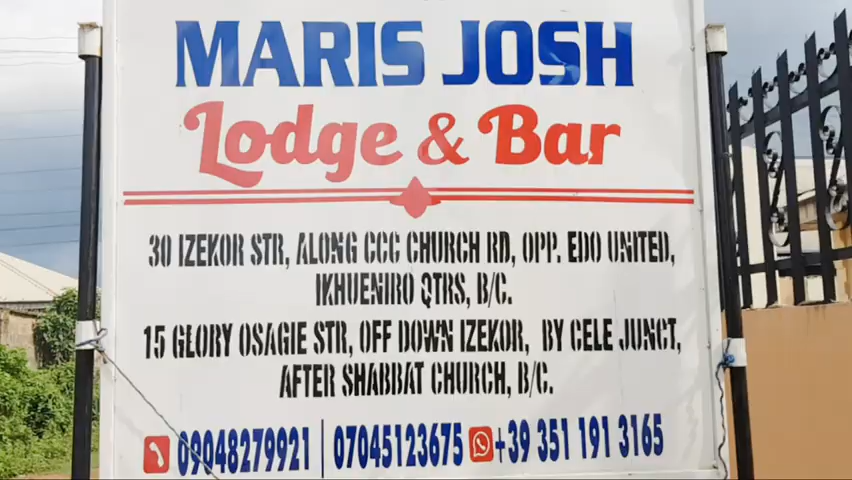 MARIS JOSH
Lodge & Bar
30 IZEKOR STR, ALONG CCC CHURCH RD, OPP. EDO UNITED,
IKHUENIRO QTRS, B/C.
15 GLORY OSAGIE STR, OFF DOWN IZEKOR, BY CELE JUNCT,
AFTER SHABBAT CHURCH, B/C.
09048279921 | 07045123675 +39 351 191 3165